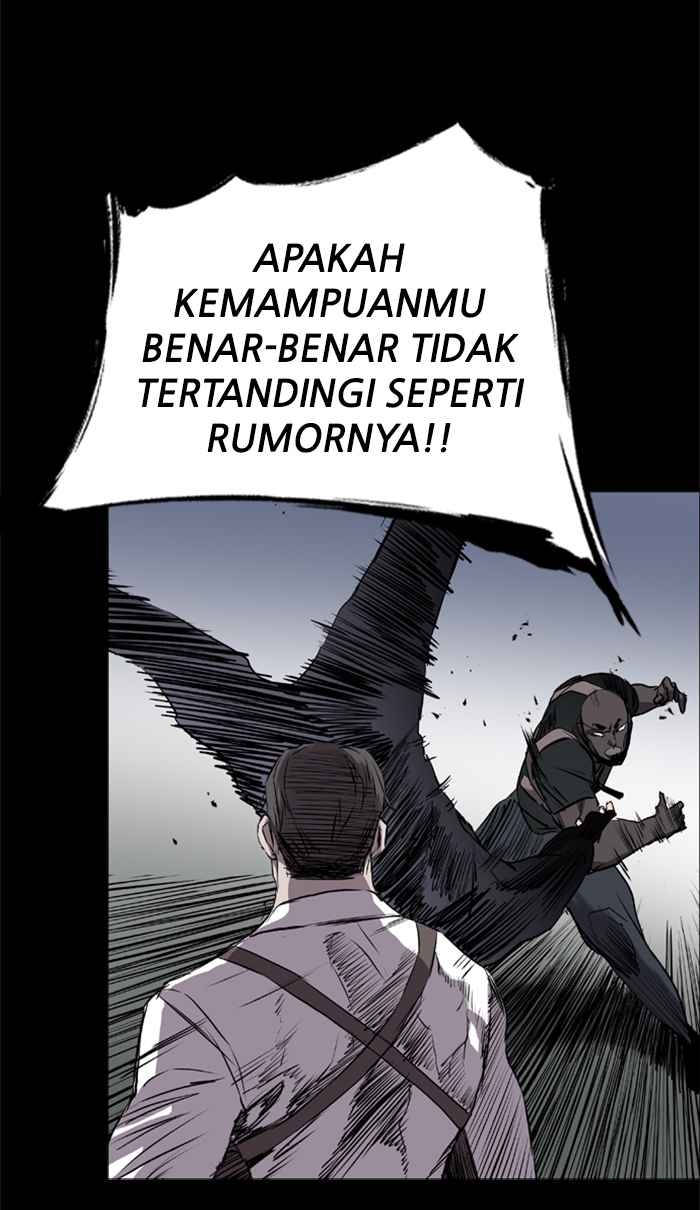 APAKAH
KEMAMPUANMU
BENAR-BENAR TIDAK
TERTANDINGI SEPERTI
RUMORNYA!!